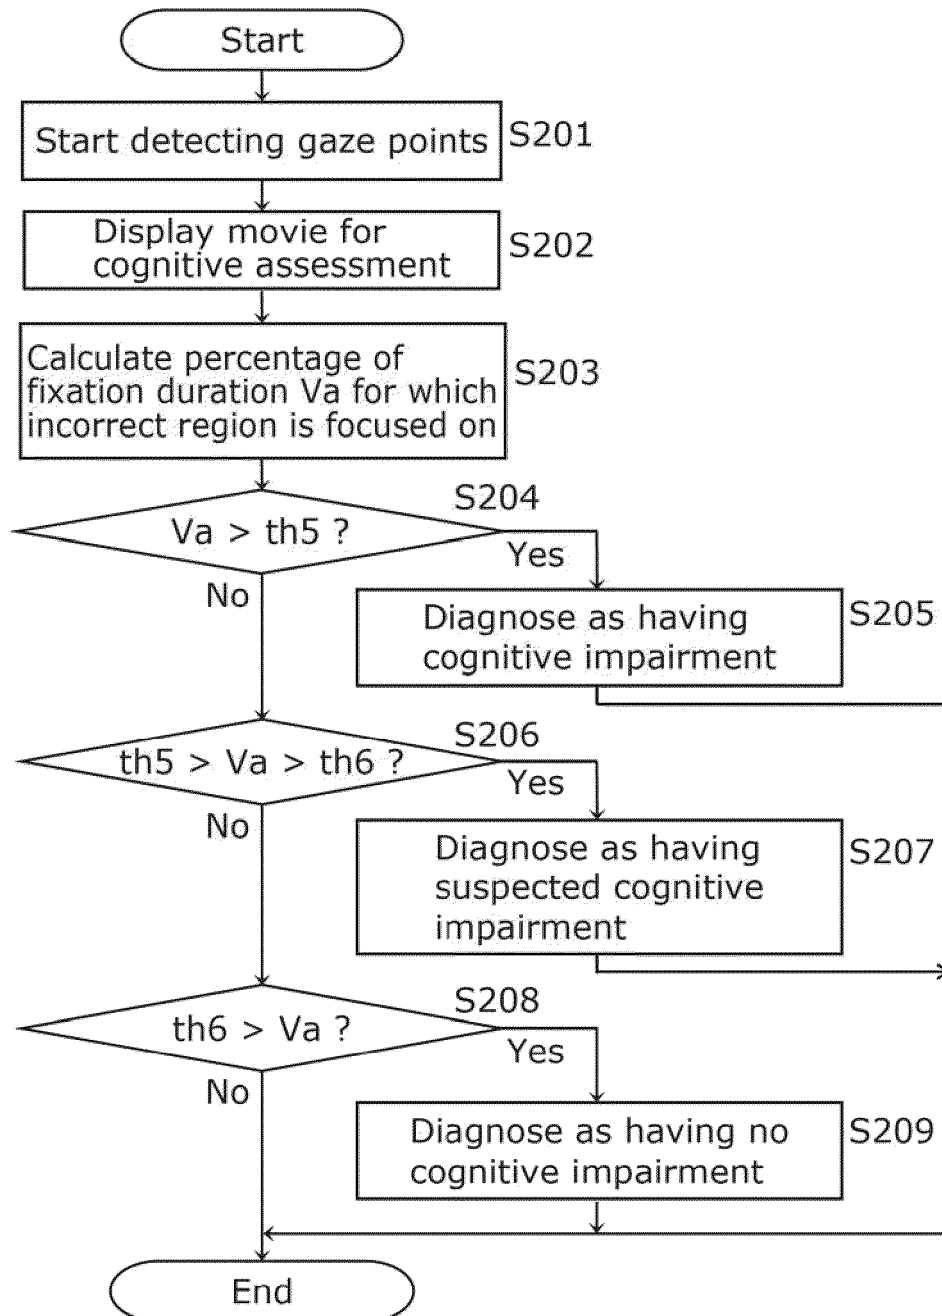 Start
Start detecting gaze points
S201
Display movie for
cognitive assessment
S202
Calculate percentage of
fixation duration Va for which
incorrect region is focused on
S203
Va > th5 ?
S204
Yes
No
Diagnose as having
cognitive impairment
S205
th5 > Va > th6 ?
S206
Yes
No
Diagnose as having
suspected cognitive
impairment
S207
th6 > Va ?
S208
Yes
No
Diagnose as having no
cognitive impairment
S209
End